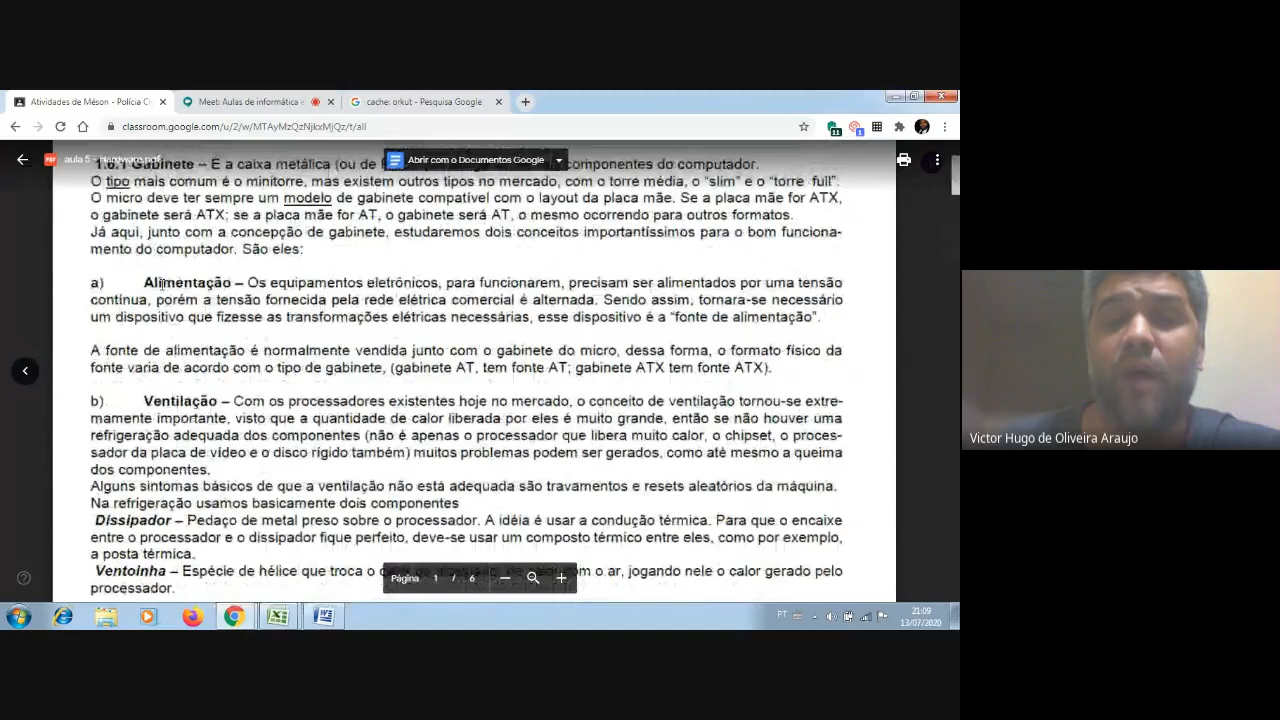 Atividades de Méson - Polícia Ci
Meet: Aulas de informática e
cache: orkut - Pesquisa Google
classroom.google.com/u/2/w/MTAyMzQzNjkxMjQz/t/all
aula 5 - Hardware.pdf
Abrir com o Documentos Google
1.6.1 Gabinete – É a caixa metálica (ou de componentes do computador.
O tipo mais comum é o minitorre, mas existem outros tipos no mercado, com o torre média, o “slim” e o “torre full”.
O micro deve ter sempre um modelo de gabinete compatível com o layout da placa mãe. Se a placa mãe for ATX,
o gabinete será ATX; se a placa mãe for AT, o gabinete será AT, o mesmo ocorrendo para outros formatos.
Já aqui, junto com a concepção de gabinete, estudaremos dois conceitos importantíssimos para o bom funciona-
mento do computador. São eles:
a) Alimentação – Os equipamentos eletrônicos, para funcionarem, precisam ser alimentados por uma tensão
contínua, porém a tensão fornecida pela rede elétrica comercial é alternada. Sendo assim, tornara-se necessário
um dispositivo que fizesse as transformações elétricas necessárias, esse dispositivo é a “fonte de alimentação”.
A fonte de alimentação é normalmente vendida junto com o gabinete do micro, dessa forma, o formato físico da
fonte varia de acordo com o tipo de gabinete, (gabinete AT, tem fonte AT; gabinete ATX tem fonte ATX).
b) Ventilação – Com os processadores existentes hoje no mercado, o conceito de ventilação tornou-se extre-
mamente importante, visto que a quantidade de calor liberada por eles é muito grande, então se não houver uma
refrigeração adequada dos componentes (não é apenas o processador que libera muito calor, o chipset, o proces-
sador da placa de vídeo e o disco rígido também) muitos problemas podem ser gerados, como até mesmo a queima
dos componentes.
Alguns sintomas básicos de que a ventilação não está adequada são travamentos e resets aleatórios da máquina.
Na refrigeração usamos basicamente dois componentes
Dissipador – Pedaço de metal preso sobre o processador. A idéia é usar a condução térmica. Para que o encaixe
entre o processador e o dissipador fique perfeito, deve-se usar um composto térmico entre eles, como por exemplo,
a posta térmica.
Ventoinha – Espécie de hélice que troca o com o ar, jogando nele o calor gerado pelo
processador.
Página 1 / 6
Victor Hugo de Oliveira Araujo
PT
21:09
13/07/2020
11
1